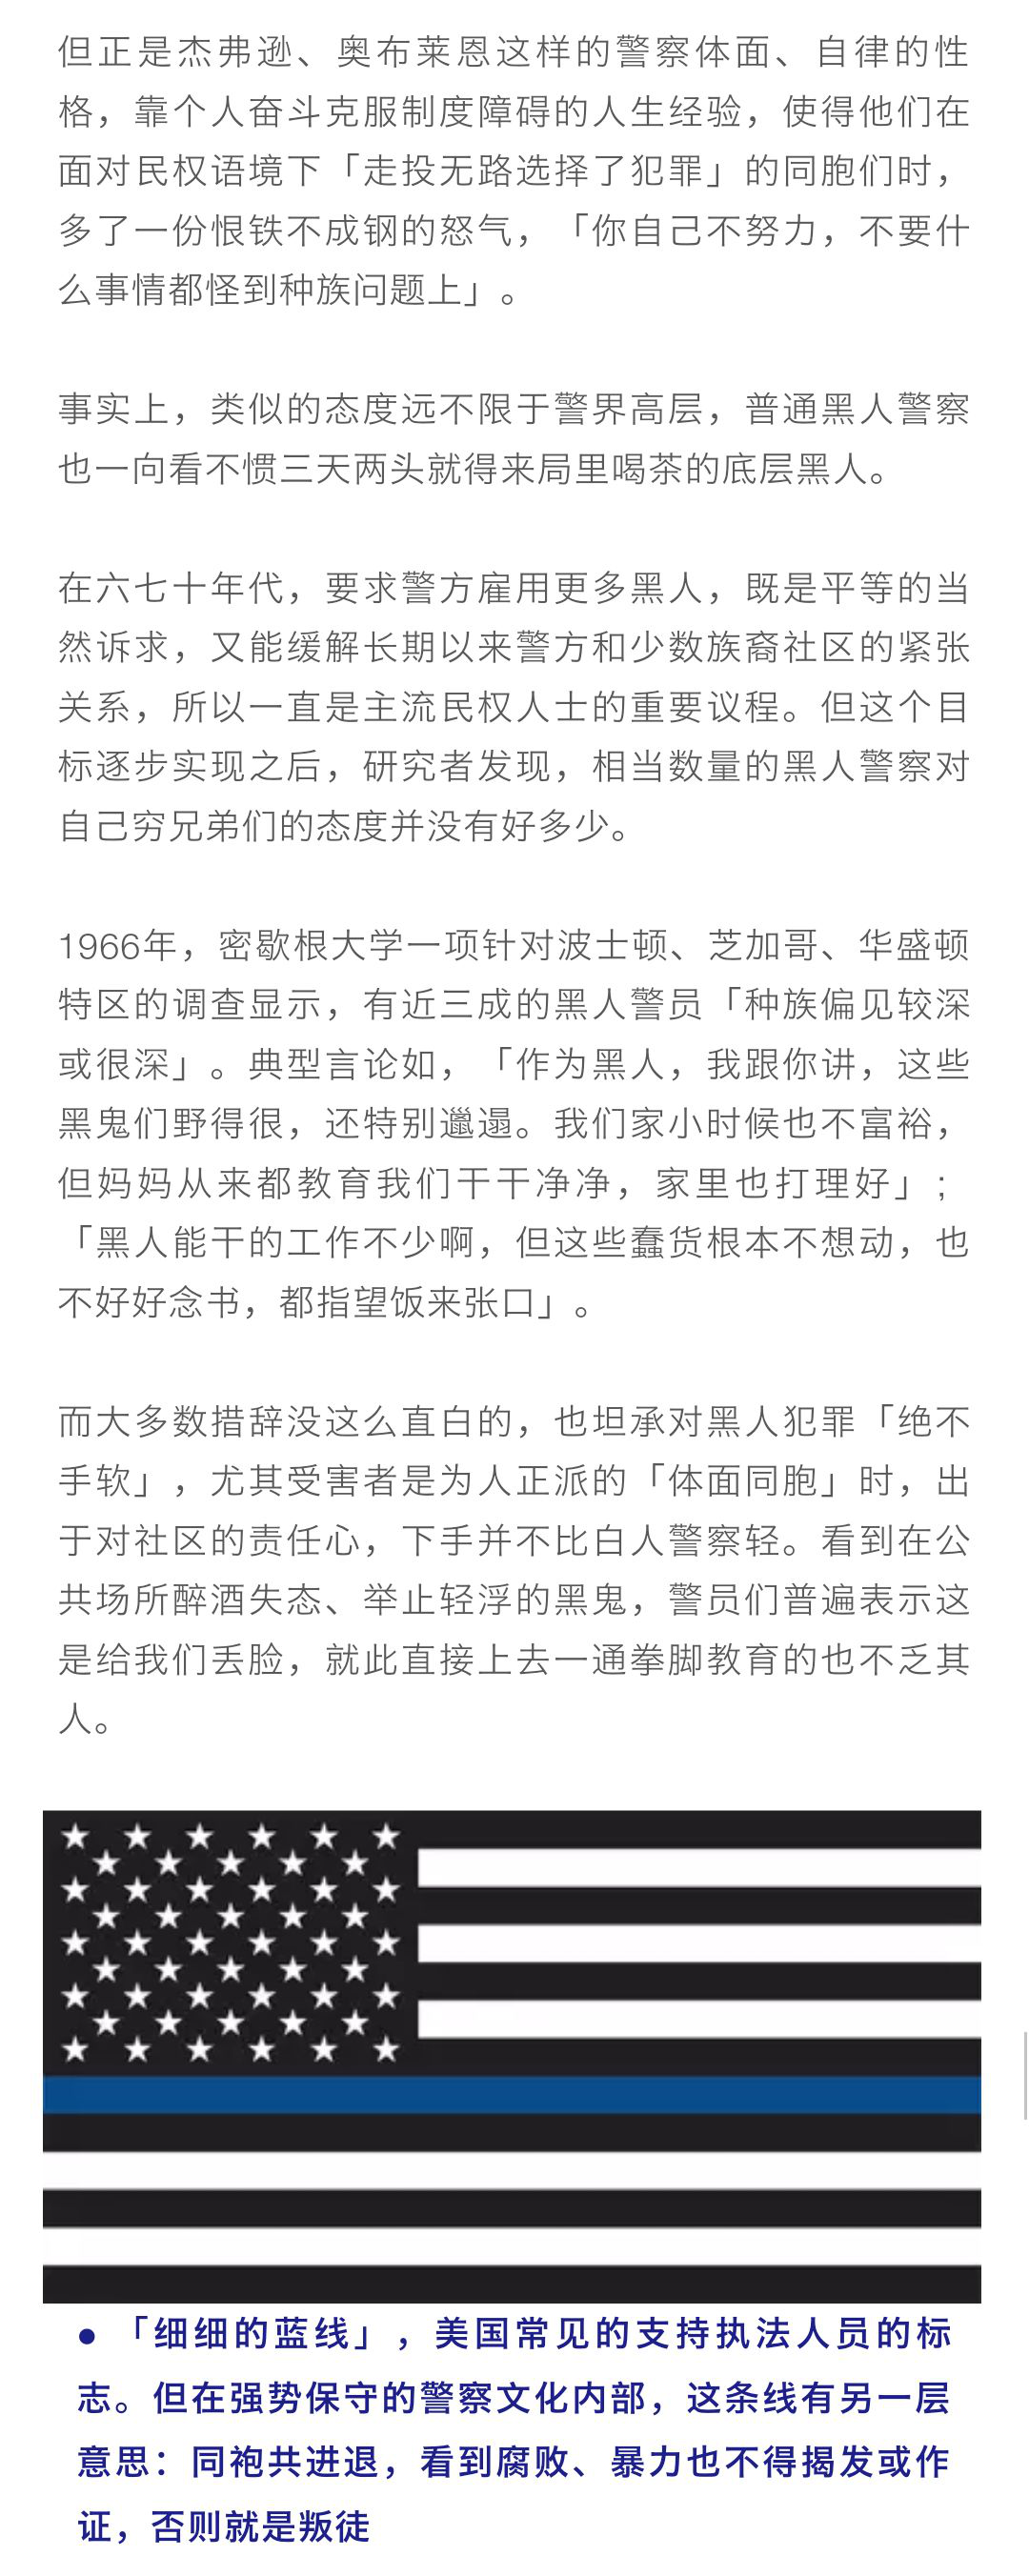 但正是杰弗逊、奥布莱恩这样的警察体面、自律的性
格，靠个人奋斗克服制度障碍的人生经验，使得他们在
面对民权语境下「走投无路选择了犯罪」的同胞们时，
多了一份恨铁不成钢的怒气，「你自己不努力，不要什
么事情都怪到种族问题上」。
事实上，类似的态度远不限于警界高层，普通黑人警察
也一向看不惯三天两头就得来局里喝茶的底层黑人。
在六七十年代，要求警方雇用更多黑人，既是平等的当
然诉求，又能缓解长期以来警方和少数族裔社区的紧张
关系，所以一直是主流民权人士的重要议程。但这个目
标逐步实现之后，研究者发现，相当数量的黑人警察对
自己穷兄弟们的态度并没有好多少。
1966年，密歇根大学一项针对波士顿、芝加哥、华盛顿
特区的调查显示，有近三成的黑人警员「种族偏见较深
或很深」。典型言论如，「作为黑人，我跟你讲，这些
黑鬼们野得很，还特别邋遢。我们家小时候也不富裕，
但妈妈从来都教育我们干干净净，家里也打理好」；
「黑人能干的工作不少啊，但这些蠢货根本不想动，也
不好好念书，都指望饭来张口」。
而大多数措辞没这么直白的，也坦承对黑人犯罪「绝不
手软」，尤其受害者是为人正派的「体面同胞」时，出
于对社区的责任心，下手并不比白人警察轻。看到在公
共场所醉酒失态、举止轻浮的黑鬼，警员们普遍表示这
是给我们丢脸，就此直接上去一通拳脚教育的也不乏其
人。
● 「细细的蓝线」，美国常见的支持执法人员的标
志。但在强势保守的警察文化内部，这条线有另一层
意思：同袍共进退，看到腐败、暴力也不得揭发或作
证，否则就是叛徒